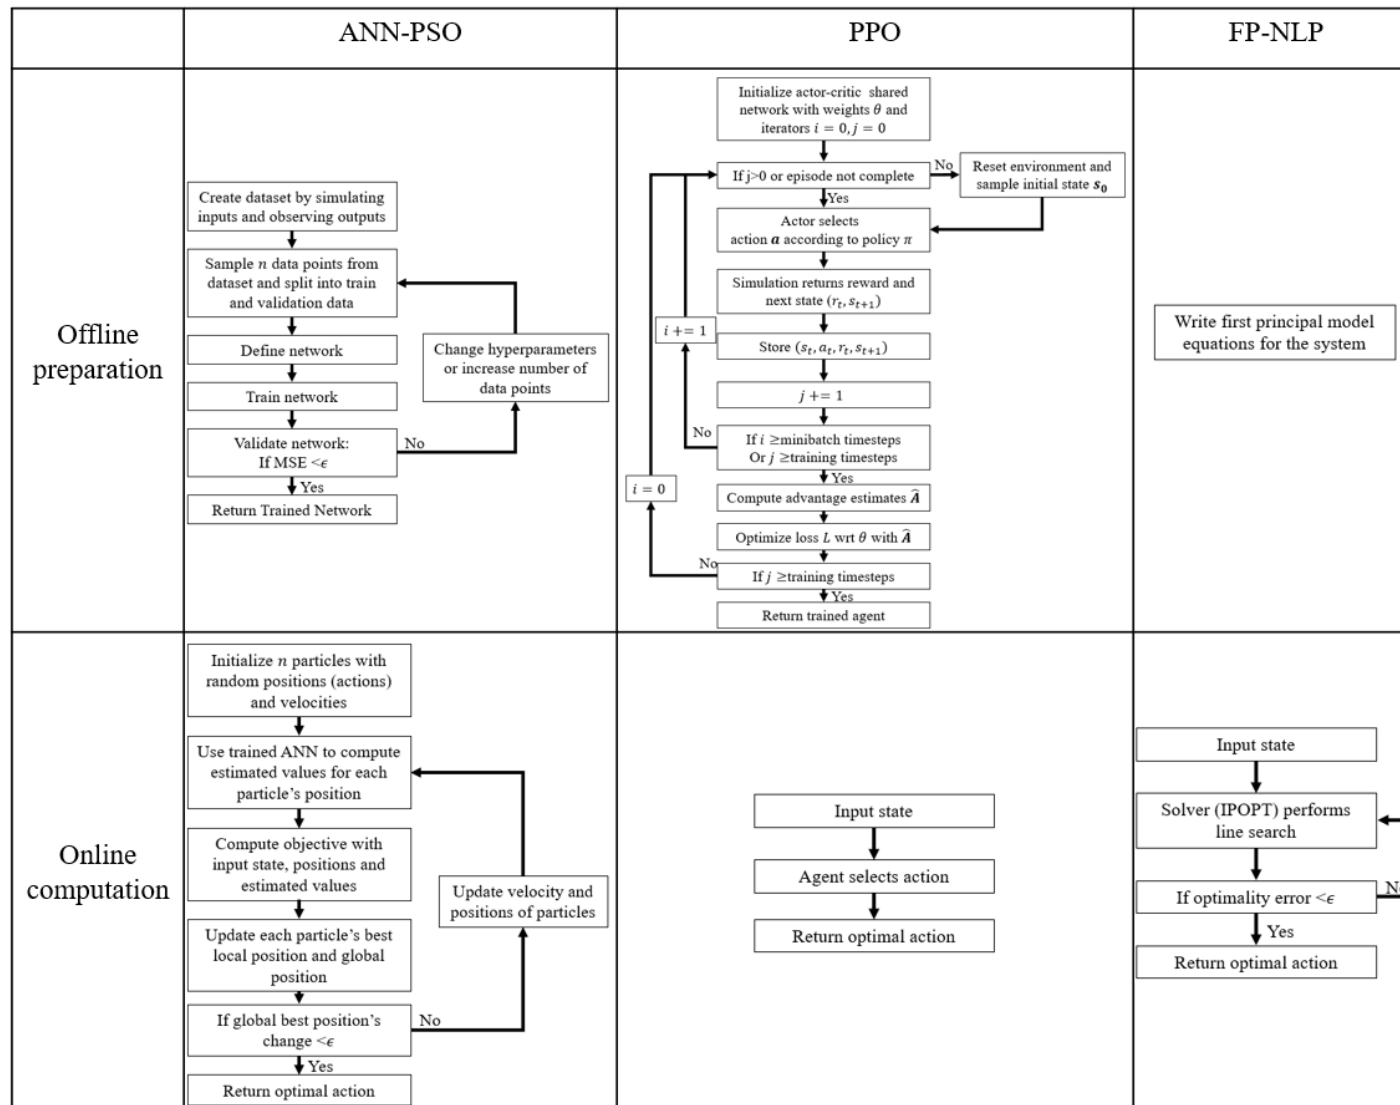 ANN-PSO
PPO
FP-NLP
Offline
preparation
Create dataset by simulating
inputs and observing outputs
Sample n data points from
dataset and split into train
and validation data
Define network
Train network
Validate network:
If MSE <ϵ
No
Yes
Return Trained Network
Change hyperparameters
or increase number of
data points
Initialize actor-critic shared
network with weights θ and
iterators i = 0, j = 0
If j>0 or episode not complete
No
Reset environment and
sample initial state s₀
Yes
Actor selects
action a according to policy π
Simulation returns reward and
next state (r_t, s_{t+1})
i += 1
Store (s_t, a_t, r_t, s_{t+1})
j += 1
No
If i ≥minibatch timesteps
Or j ≥training timesteps
Yes
i = 0
Compute advantage estimates Â
Optimize loss L wrt θ with Â
No
If j ≥training timesteps
Yes
Return trained agent
Write first principal model
equations for the system
Online
computation
Initialize n particles with
random positions (actions)
and velocities
Use trained ANN to compute
estimated values for each
particle's position
Compute objective with
input state, positions and
estimated values
Update velocity and
positions of particles
Update each particle's best
local position and global
position
If global best position's
change <ϵ
No
Yes
Return optimal action
Input state
Agent selects action
Return optimal action
Input state
Solver (IPOPT) performs
line search
If optimality error <ϵ
No
Yes
Return optimal action